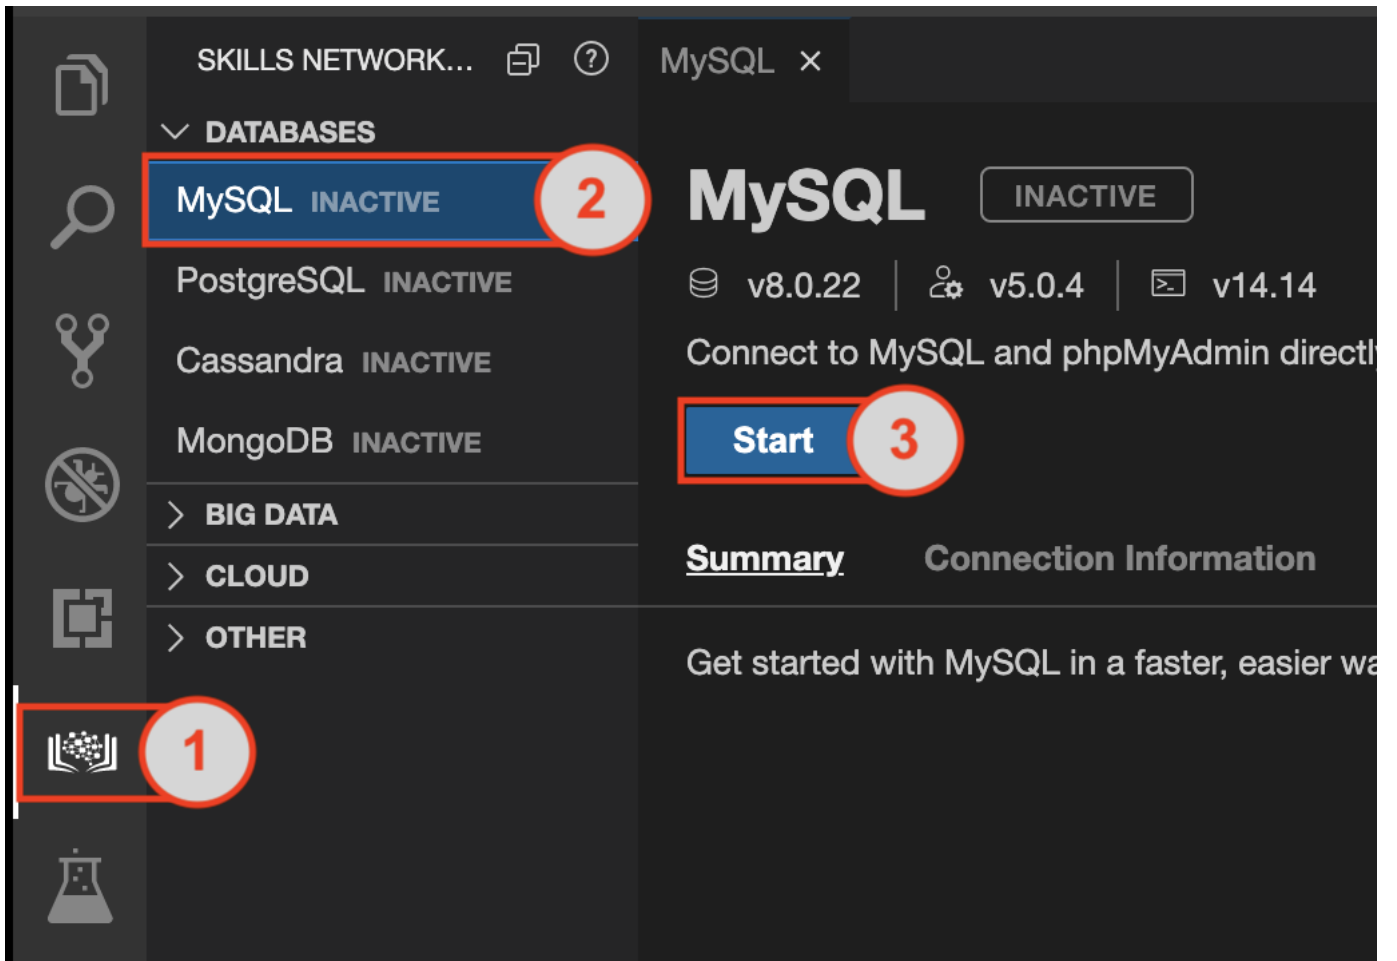 SKILLS NETWORK...
DATABASES
MySQL INACTIVE
2
PostgreSQL INACTIVE
Cassandra INACTIVE
MongoDB INACTIVE
BIG DATA
CLOUD
OTHER
1
MySQL
MySQL INACTIVE
v8.0.22 v5.0.4 v14.14
Connect to MySQL and phpMyAdmin directly
Start
3
Summary Connection Information
Get started with MySQL in a faster, easier